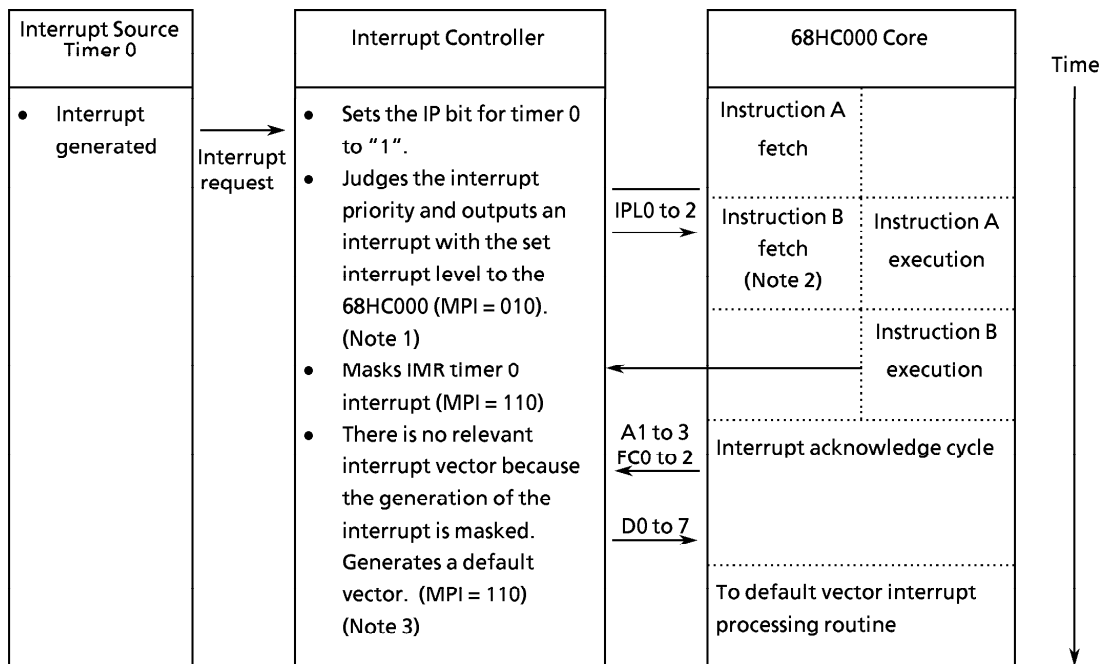 Interrupt Source
Timer 0
Interrupt Controller
68HC000 Core
Time
● Interrupt
generated
Interrupt
request
● Sets the IP bit for timer 0
to "1".
● Judges the interrupt
priority and outputs an
interrupt with the set
interrupt level to the
68HC000 (MPI = 010).
(Note 1)
● Masks IMR timer 0
interrupt (MPI = 110)
● There is no relevant
interrupt vector because
the generation of the
interrupt is masked.
Generates a default
vector. (MPI = 110)
(Note 3)
IPL0 to 2
A1 to 3
FC0 to 2
D0 to 7
Instruction A
fetch
Instruction B
fetch
(Note 2)
Instruction A
execution
Instruction B
execution
Interrupt acknowledge cycle
To default vector interrupt
processing routine